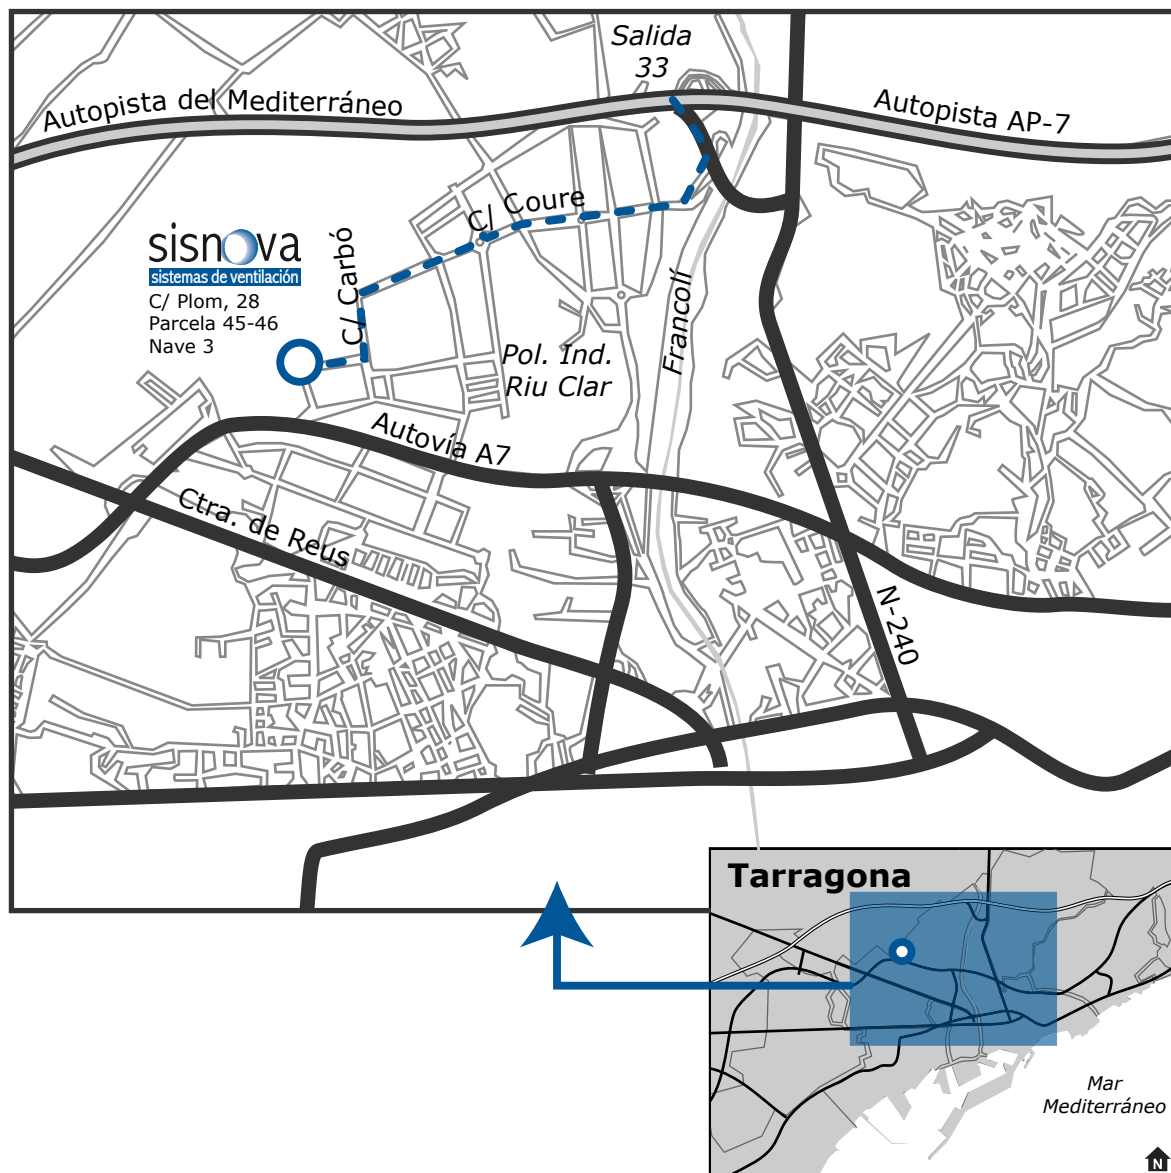 Salida
33
Autopista del Mediterráneo
Autopista AP-7
C/ Coure
sisnova
sistemas de ventilación
C/ Plom, 28
Parcela 45-46
Nave 3
C/ Carbó
Francolí
Pol. Ind.
Riu Clar
Autovía A7
Ctra. de Reus
N-240
Tarragona
Mar
Mediterráneo
N